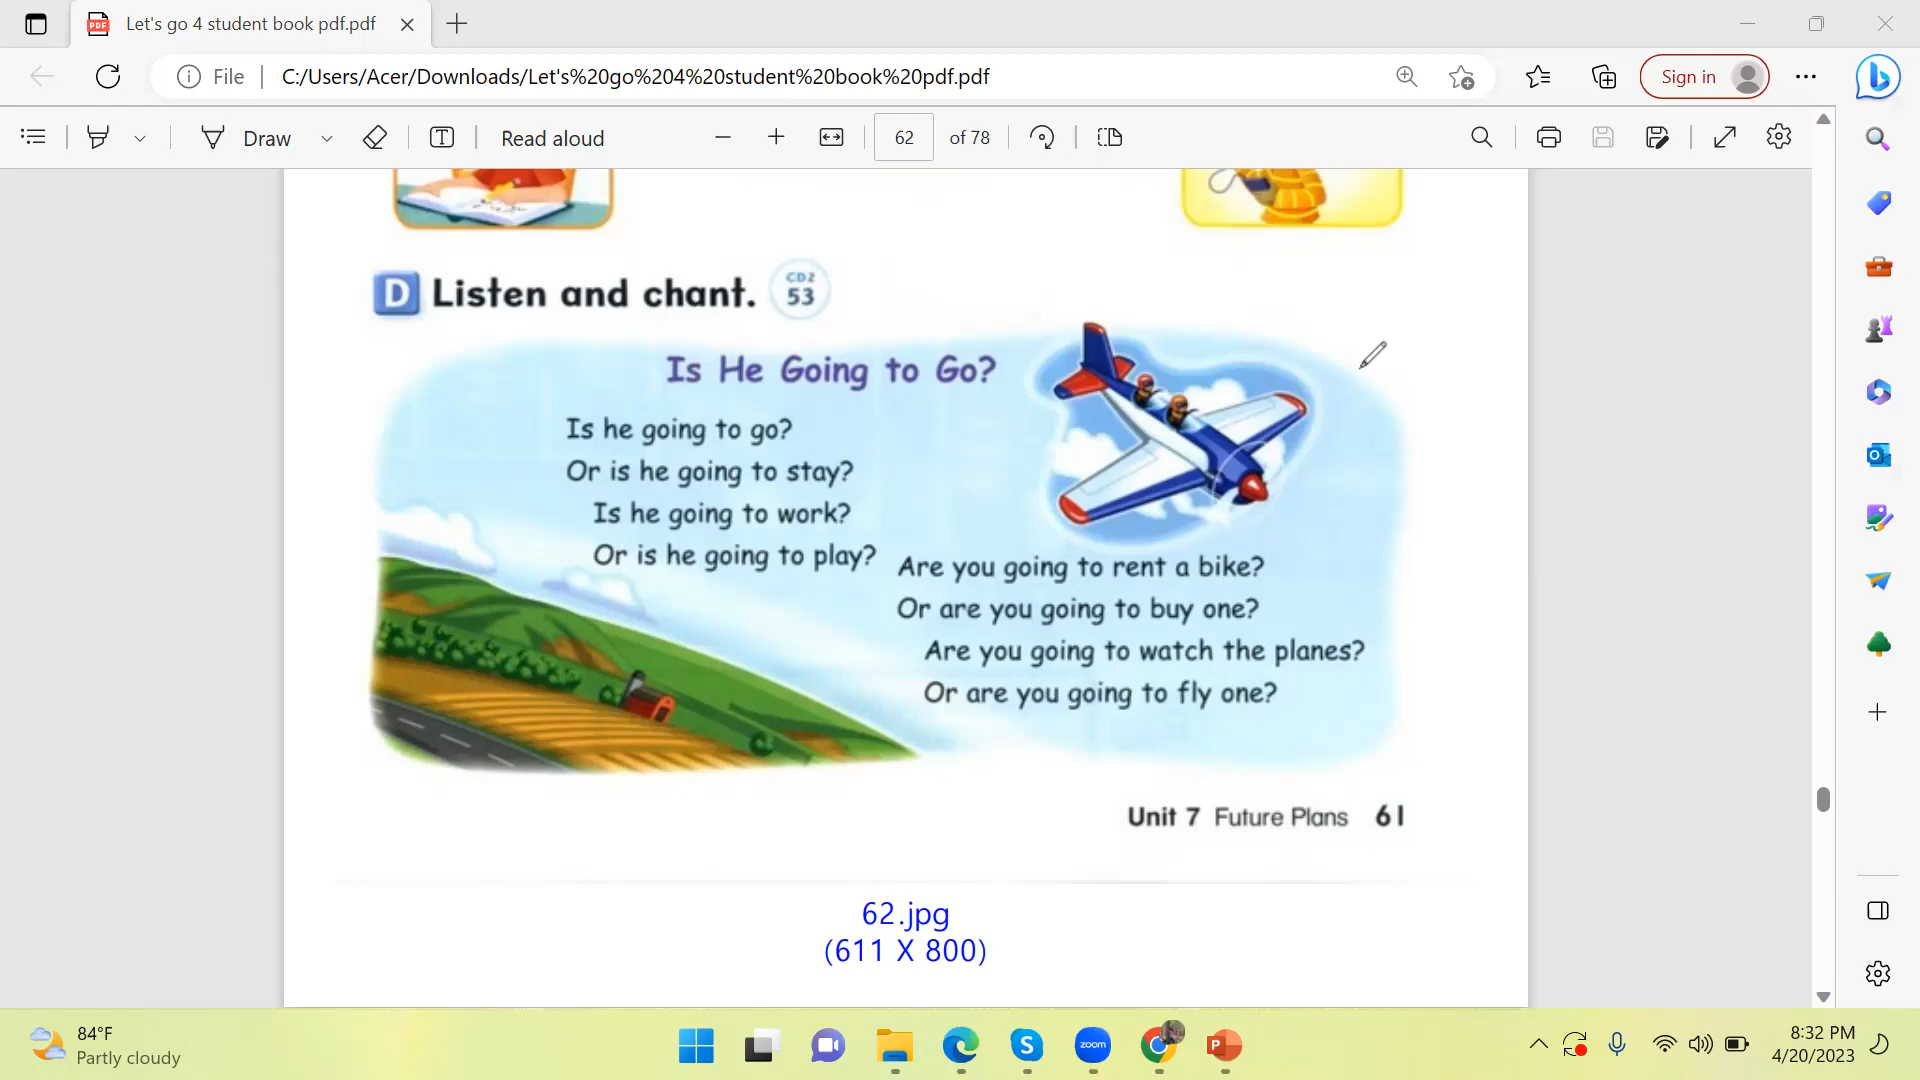 Let's go 4 student book pdf.pdf
File
C:/Users/Acer/Downloads/Let's%20go%204%20student%20book%20pdf.pdf
Sign in
Draw
Read aloud
62 of 78
D Listen and chant. CD2 53
Is He Going to Go?
Is he going to go?
Or is he going to stay?
Is he going to work?
Or is he going to play?
Are you going to rent a bike?
Or are you going to buy one?
Are you going to watch the planes?
Or are you going to fly one?
Unit 7 Future Plans 61
62.jpg
(611 X 800)
84°F
Partly cloudy
zoom
8:32 PM
4/20/2023